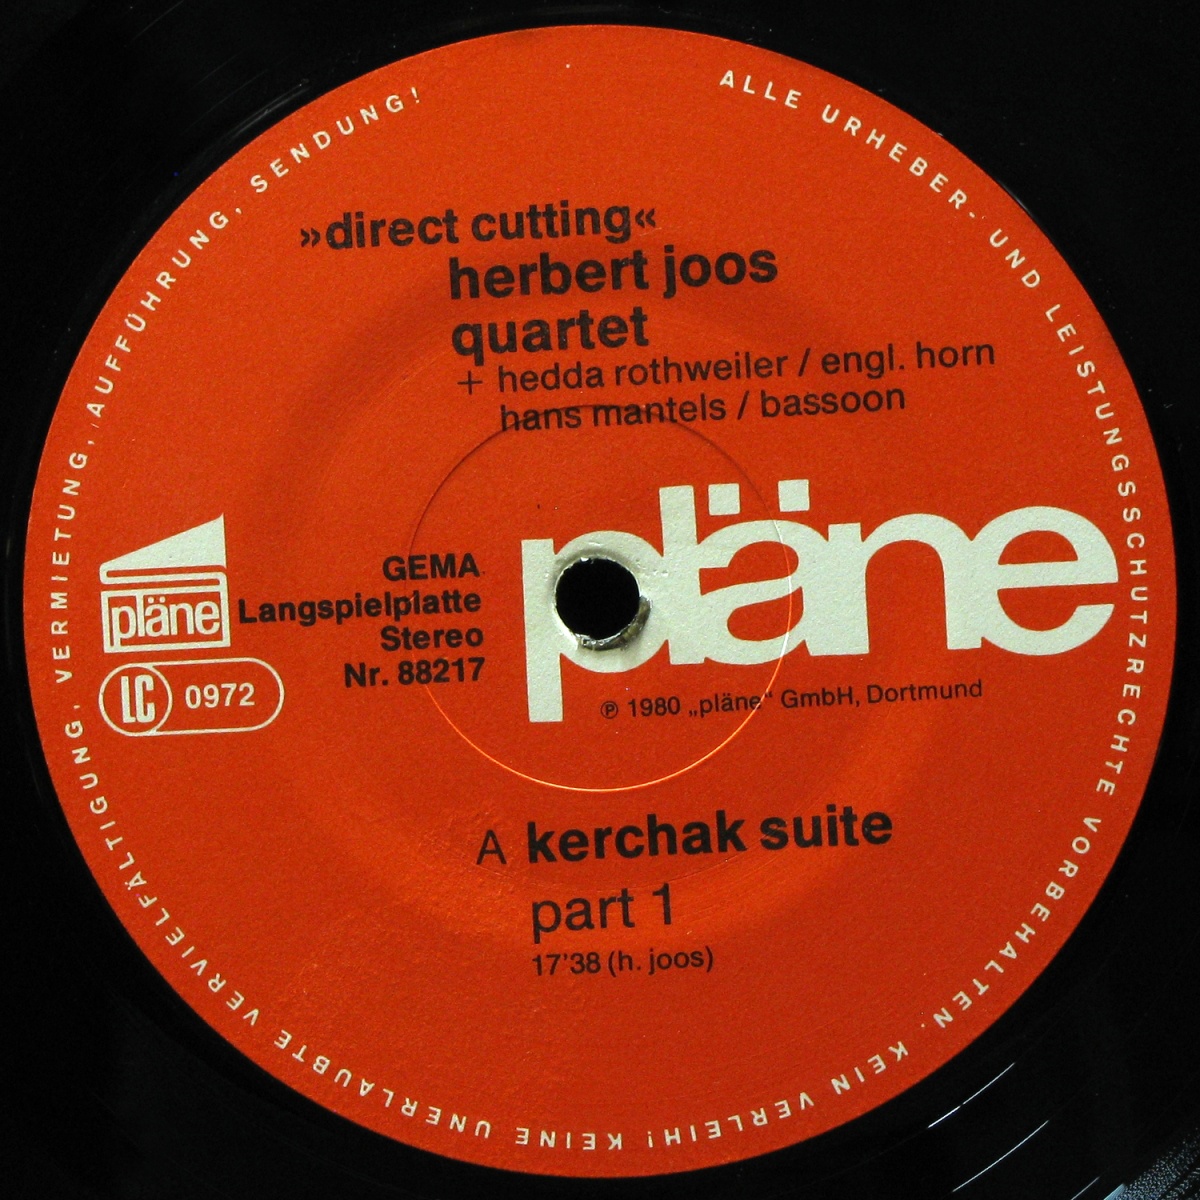 ALLE URHEBER- UND LEISTUNGSSCHUTZRECHTE VORBEHALTEN. KEIN VERLEIH! KEINE UNERLAUBTE VERVIELFÄLTIGUNG, VERMIETUNG, AUFFÜHRUNG, SENDUNG!
»direct cutting«
herbert joos
quartet
+ hedda rothweiler / engl. horn
hans mantels / bassoon
pläne
pläne
GEMA
Langspielplatte
Stereo
Nr. 88217
LC 0972
℗ 1980 „pläne“ GmbH, Dortmund
A kerchak suite
part 1
17'38 (h. joos)